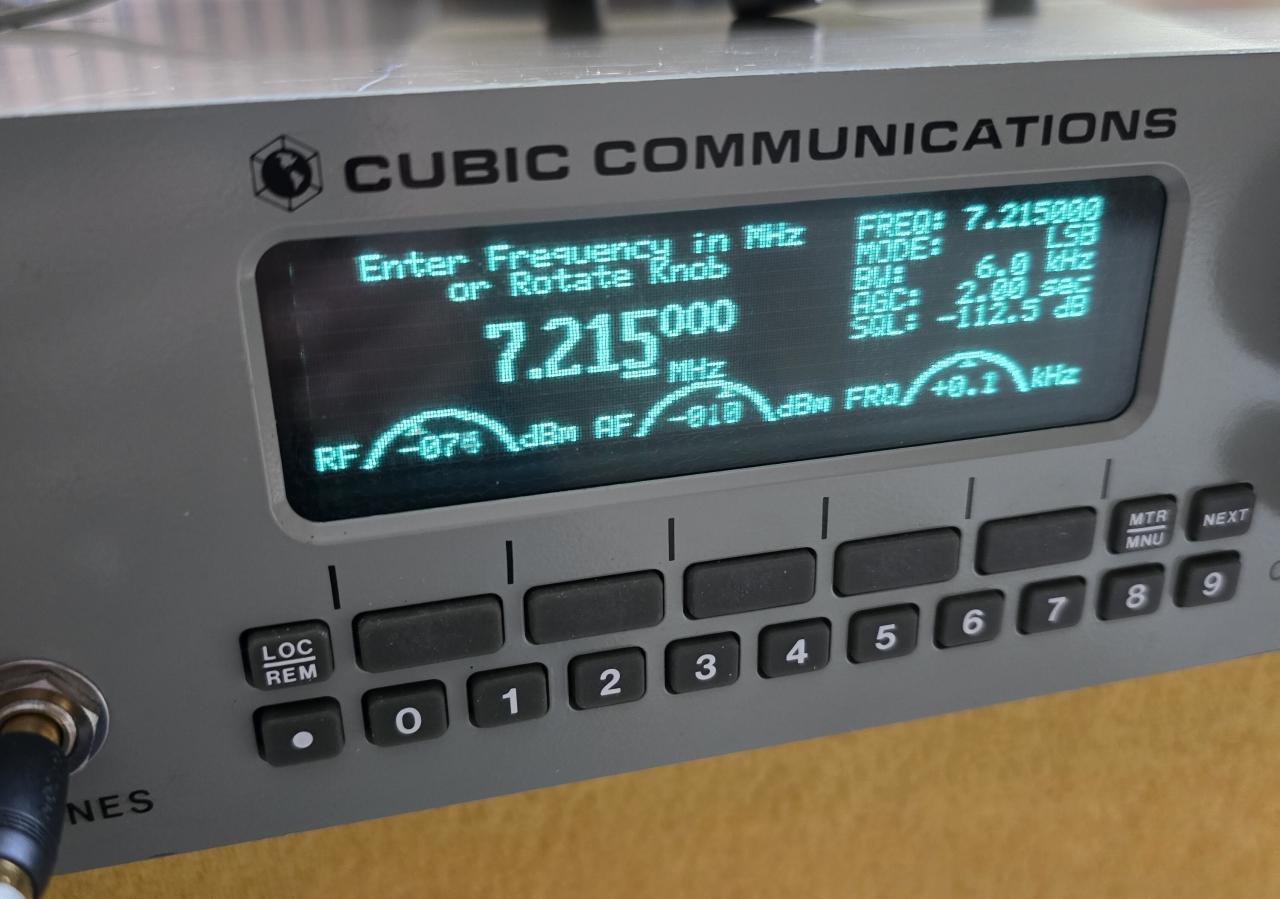 CUBIC COMMUNICATIONS
Enter Frequency in MHz
or Rotate Knob
7.215000
MHz
FREQ: 7.215000
MODE: LSB
BW: 6.0 kHz
AGC: 2.00 sec
SQL: -112.5 dB
RF dBm
AF -010 dBm
FRQ +0.1 kHz
LOC
REM
MTR
MNU
NEXT
0 1 2 3 4 5 6 7 8 9
NES